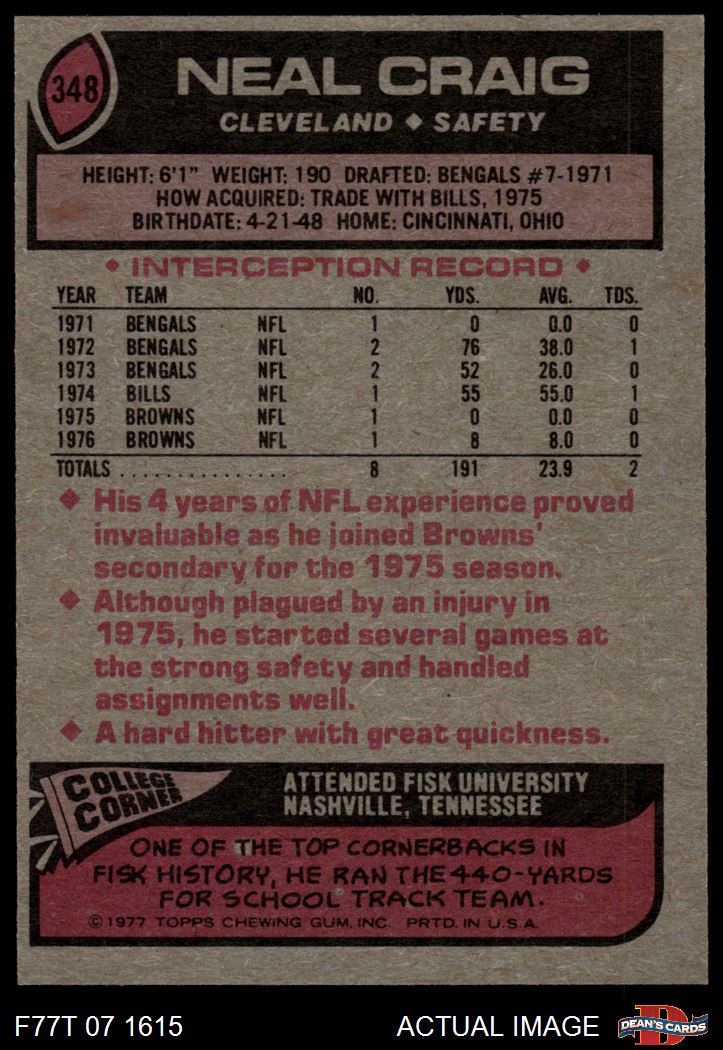 348
NEAL CRAIG
CLEVELAND ◆ SAFETY
HEIGHT: 6'1" WEIGHT: 190 DRAFTED: BENGALS #7-1971
HOW ACQUIRED: TRADE WITH BILLS, 1975
BIRTHDATE: 4-21-48 HOME: CINCINNATI, OHIO
◆ INTERCEPTION RECORD ◆
YEAR TEAM NO. YDS. AVG. TDS.
1971 BENGALS NFL 1 0 0.0 0
1972 BENGALS NFL 2 76 38.0 1
1973 BENGALS NFL 2 52 26.0 0
1974 BILLS NFL 1 55 55.0 1
1975 BROWNS NFL 1 0 0.0 0
1976 BROWNS NFL 1 8 8.0 0
TOTALS . . . . . . . . . . . . . . . 8 191 23.9 2
◆ His 4 years of NFL experience proved
invaluable as he joined Browns'
secondary for the 1975 season.
◆ Although plagued by an injury in
1975, he started several games at
the strong safety and handled
assignments well.
◆ A hard hitter with great quickness.
COLLEGE
CORNER
ATTENDED FISK UNIVERSITY
NASHVILLE, TENNESSEE
ONE OF THE TOP CORNERBACKS IN
FISK HISTORY, HE RAN THE 440-YARDS
FOR SCHOOL TRACK TEAM.
© 1977 TOPPS CHEWING GUM, INC. PRTD. IN U.S.A.
F77T 07 1615
ACTUAL IMAGE
D
DEAN'S CARDS